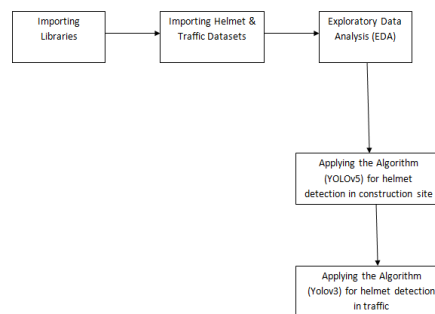 Importing
Libraries
Importing Helmet &
Traffic Datasets
Exploratory Data
Analysis (EDA)
Applying the Algorithm
(YOLOv5) for helmet
detection in construction site
Applying the Algorithm
(Yolov3) for helmet detection
in traffic